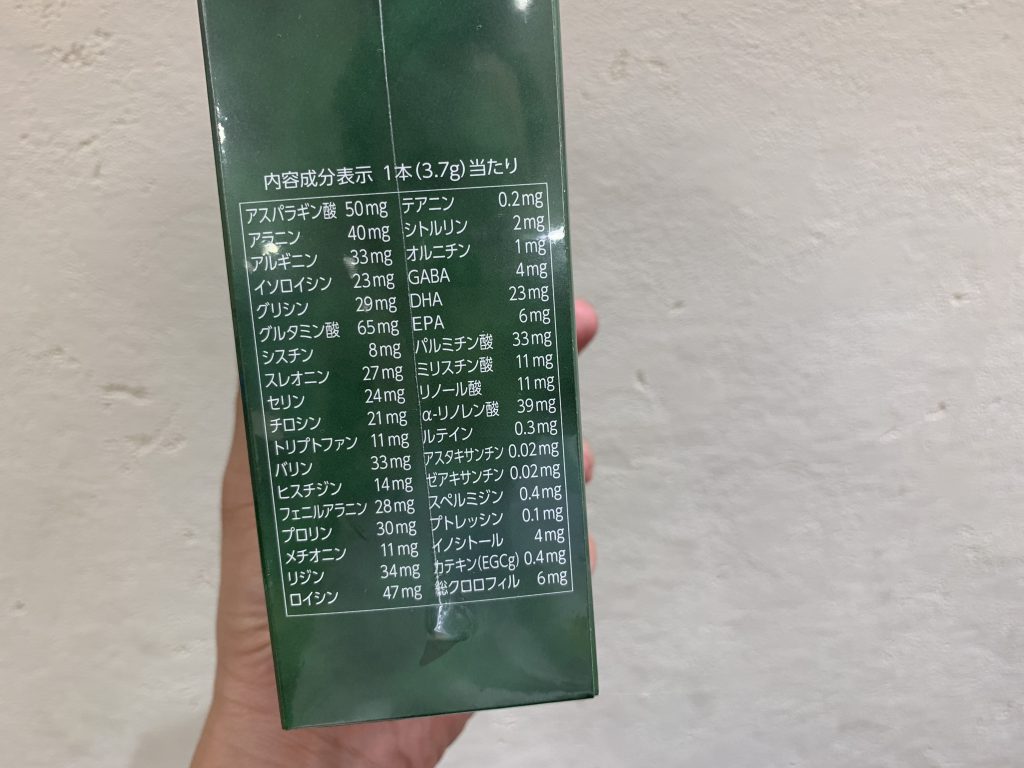 内容成分表示 1本(3.7g)当たり
アスパラギン酸 50mg
アラニン 40mg
アルギニン 33mg
イソロイシン 23mg
グリシン 29mg
グルタミン酸 65mg
シスチン 8mg
スレオニン 27mg
セリン 24mg
チロシン 21mg
トリプトファン 11mg
バリン 33mg
ヒスチジン 14mg
フェニルアラニン 28mg
プロリン 30mg
メチオニン 11mg
リジン 34mg
ロイシン 47mg
テアニン 0.2mg
シトルリン 2mg
オルニチン 1mg
GABA 4mg
DHA 23mg
EPA 6mg
パルミチン酸 33mg
ミリスチン酸 11mg
リノール酸 11mg
α-リノレン酸 39mg
ルテイン 0.3mg
アスタキサンチン 0.02mg
ゼアキサンチン 0.02mg
スペルミジン 0.4mg
プトレッシン 0.1mg
イノシトール 4mg
カテキン(EGCg) 0.4mg
総クロロフィル 6mg